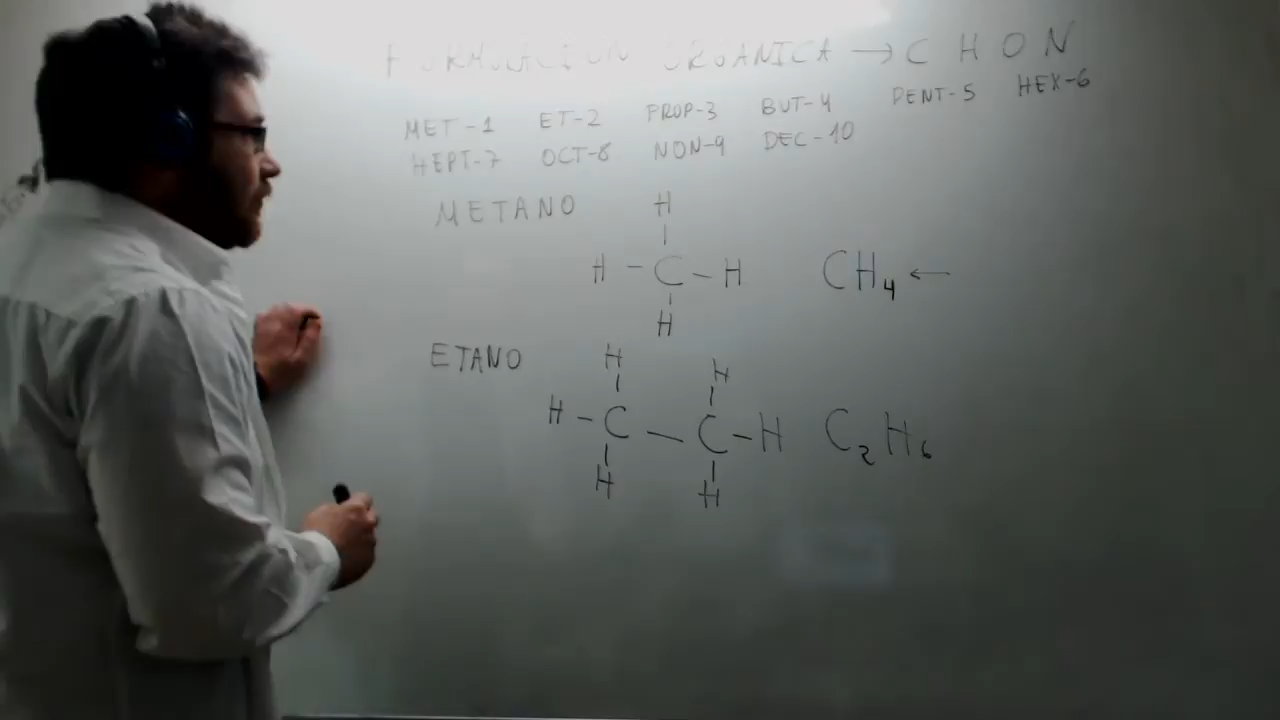 FORMULACION ORGANICA → C H O N
MET-1 ET-2 PROP-3 BUT-4 PENT-5 HEX-6
HEPT-7 OCT-8 NON-9 DEC-10
METANO
H
H - C - H CH4 ←
H
ETANO
H H
H - C - C - H C2H6
H H